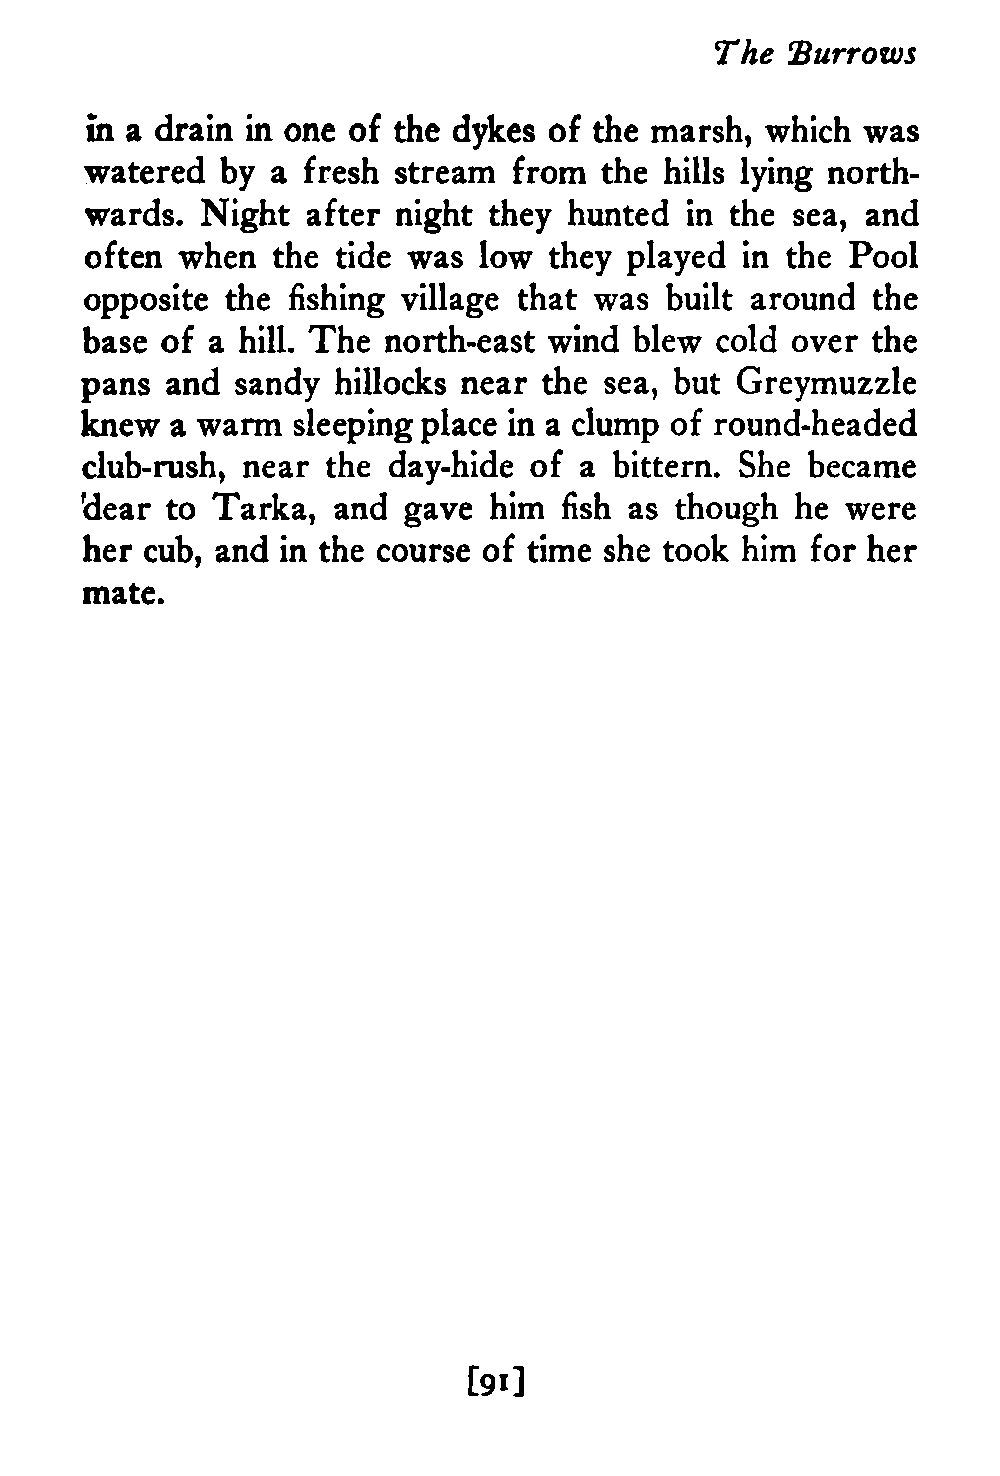 The Burrows
in a drain in one of the dykes of the marsh, which was
watered by a fresh stream from the hills lying north-
wards. Night after night they hunted in the sea, and
often when the tide was low they played in the Pool
opposite the fishing village that was built around the
base of a hill. The north-east wind blew cold over the
pans and sandy hillocks near the sea, but Greymuzzle
knew a warm sleeping place in a clump of round-headed
club-rush, near the day-hide of a bittern. She became
dear to Tarka, and gave him fish as though he were
her cub, and in the course of time she took him for her
mate.
[91]